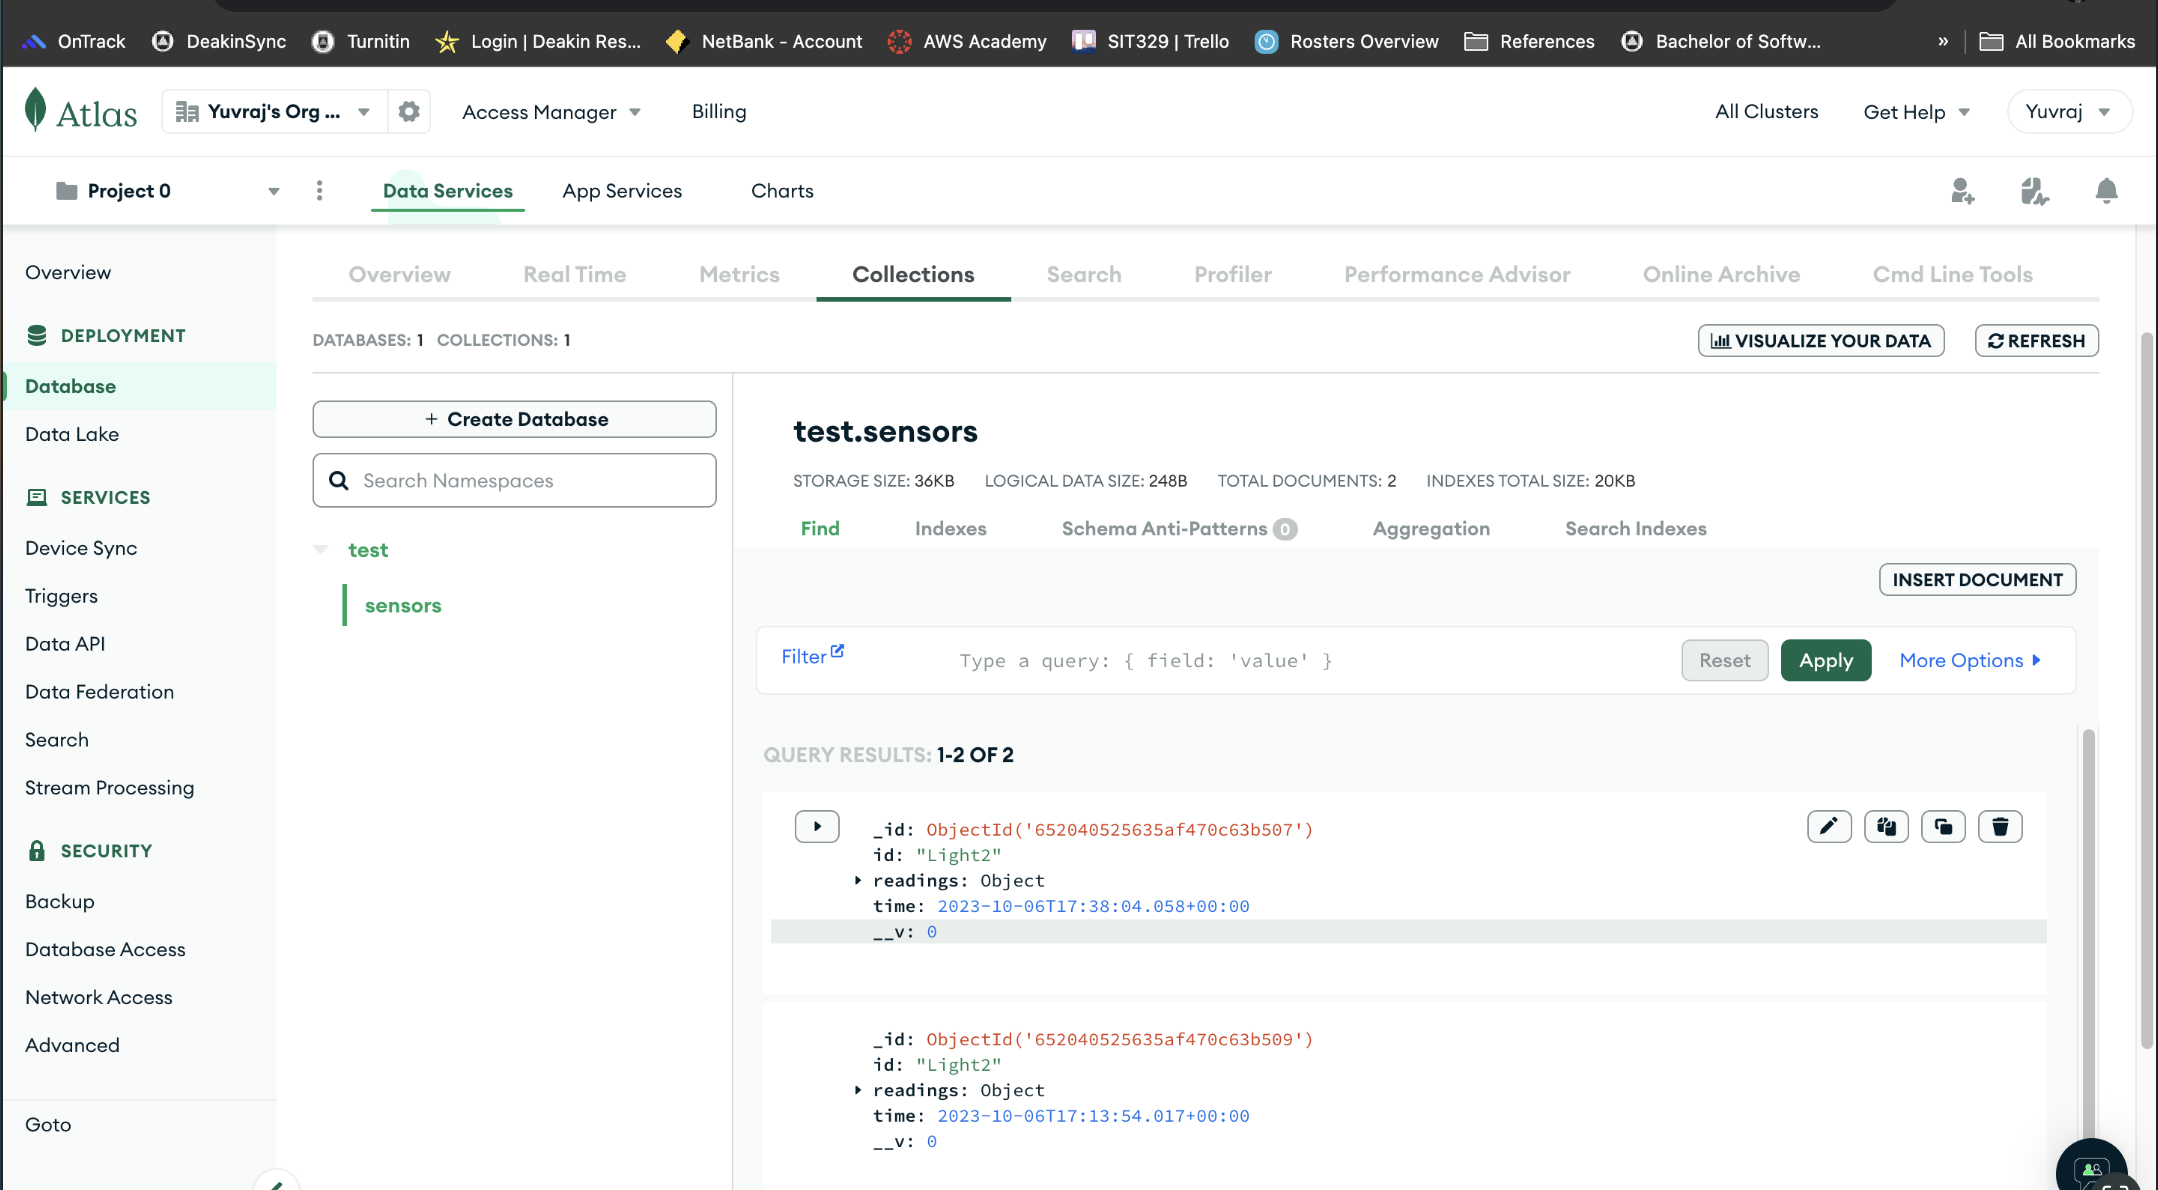 OnTrack DeakinSync Turnitin Login | Deakin Res... NetBank - Account AWS Academy SIT329 | Trello Rosters Overview References Bachelor of Softw... » All Bookmarks
Atlas Yuvraj's Org ... Access Manager Billing All Clusters Get Help Yuvraj
Project 0 Data Services App Services Charts
Overview
DEPLOYMENT
Database
Data Lake
SERVICES
Device Sync
Triggers
Data API
Data Federation
Search
Stream Processing
SECURITY
Backup
Database Access
Network Access
Advanced
Goto
Overview Real Time Metrics Collections Search Profiler Performance Advisor Online Archive Cmd Line Tools
DATABASES: 1 COLLECTIONS: 1 VISUALIZE YOUR DATA REFRESH
+ Create Database
Search Namespaces
test
sensors
test.sensors
STORAGE SIZE: 36KB LOGICAL DATA SIZE: 248B TOTAL DOCUMENTS: 2 INDEXES TOTAL SIZE: 20KB
Find Indexes Schema Anti-Patterns 0 Aggregation Search Indexes
INSERT DOCUMENT
Filter Type a query: { field: 'value' } Reset Apply More Options
QUERY RESULTS: 1-2 OF 2
_id: ObjectId('652040525635af470c63b507')
id: "Light2"
readings: Object
time: 2023-10-06T17:38:04.058+00:00
__v: 0
_id: ObjectId('652040525635af470c63b509')
id: "Light2"
readings: Object
time: 2023-10-06T17:13:54.017+00:00
__v: 0